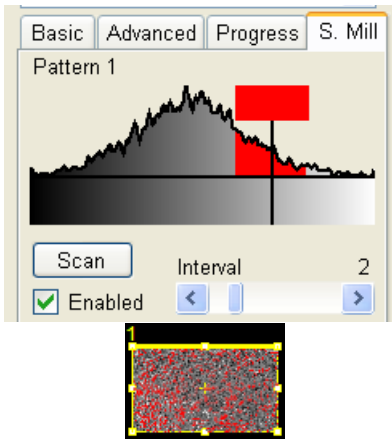 Basic Advanced Progress S. Mill
Pattern 1
Scan
Interval 2
Enabled
1